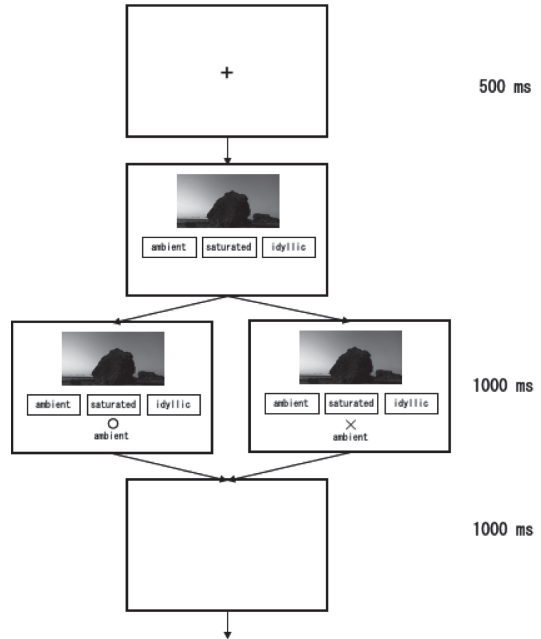 +
500 ms
ambient saturated idyllic
ambient saturated idyllic
○
ambient
ambient saturated idyllic
×
ambient
1000 ms
1000 ms